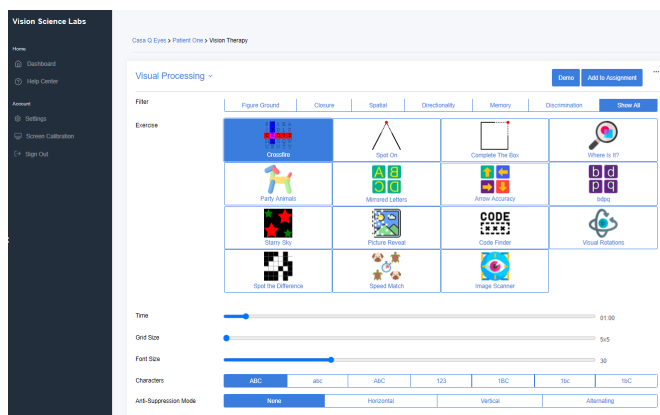 Vision Science Labs
Home
Dashboard
Help Center
Account
Settings
Screen Calibration
Sign Out
Casa Q Eyes > Patient One > Vision Therapy
Visual Processing
Demo
Add to Assignment
Filter
Figure Ground
Closure
Spatial
Directionality
Memory
Discrimination
Show All
Exercise
Crossfire
Spot On
Complete The Box
Where Is It?
Party Animals
A B
D C
Mirrored Letters
Arrow Accuracy
b d
p q
bdpq
Starry Sky
Picture Reveal
CODE
Code Finder
Visual Rotations
Spot the Difference
Speed Match
Image Scanner
Time
01:00
Grid Size
5x5
Font Size
30
Characters
ABC
abc
AbC
123
1BC
1bc
1bC
Anti-Suppression Mode
None
Horizontal
Vertical
Alternating